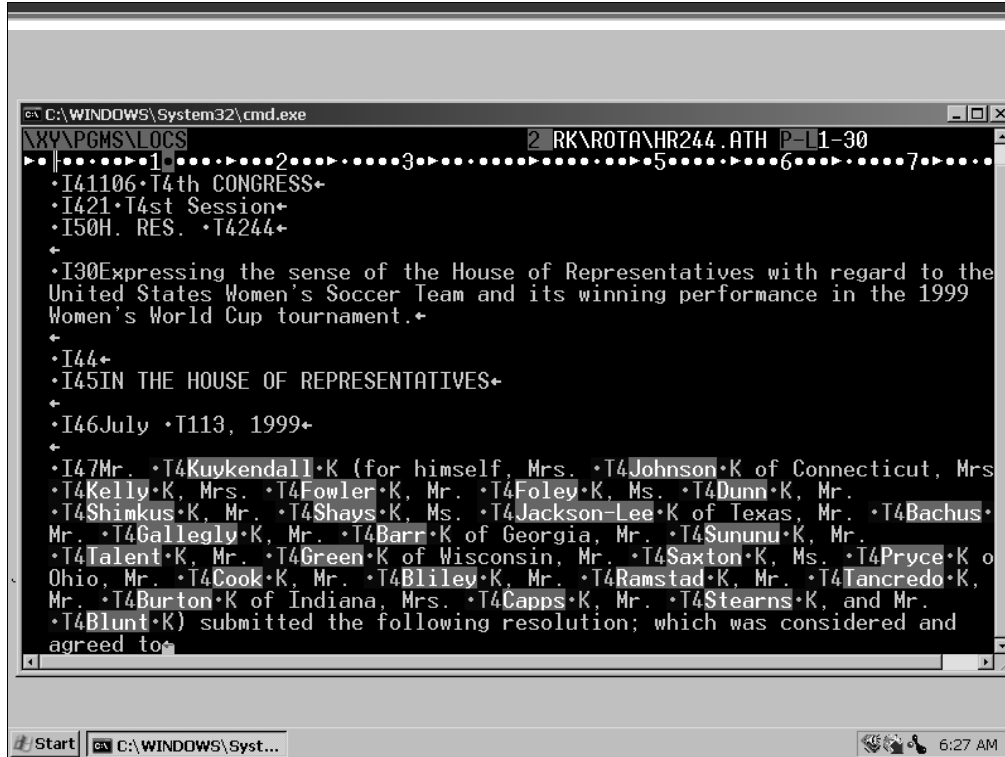 C:\WINDOWS\System32\cmd.exe
\XY\PGMS\LOCS 2 RK\ROTA\HR244.ATH P-L1-30
1 2 3 4 5 6 7
·I41106·T4th CONGRESS←
·I421·T4st Session←
·I50H. RES. ·T4244←
←
·I30Expressing the sense of the House of Representatives with regard to the
United States Women's Soccer Team and its winning performance in the 1999
Women's World Cup tournament.←
←
·I44←
·I45IN THE HOUSE OF REPRESENTATIVES←
←
·I46July ·T113, 1999←
←
·I47Mr. ·T4Kuykendall·K (for himself, Mrs. ·T4Johnson·K of Connecticut, Mrs
·T4Kelly·K, Mrs. ·T4Fowler·K, Mr. ·T4Foley·K, Ms. ·T4Dunn·K, Mr.
·T4Shimkus·K, Mr. ·T4Shays·K, Ms. ·T4Jackson-Lee·K of Texas, Mr. ·T4Bachus·
Mr. ·T4Gallegly·K, Mr. ·T4Barr·K of Georgia, Mr. ·T4Sununu·K, Mr.
·T4Talent·K, Mr. ·T4Green·K of Wisconsin, Mr. ·T4Saxton·K, Ms. ·T4Pryce·K o
Ohio, Mr. ·T4Cook·K, Mr. ·T4Bliley·K, Mr. ·T4Ramstad·K, Mr. ·T4Tancredo·K,
Mr. ·T4Burton·K of Indiana, Mrs. ·T4Capps·K, Mr. ·T4Stearns·K, and Mr.
·T4Blunt·K) submitted the following resolution; which was considered and
agreed to←
Start C:\WINDOWS\Syst... 6:27 AM